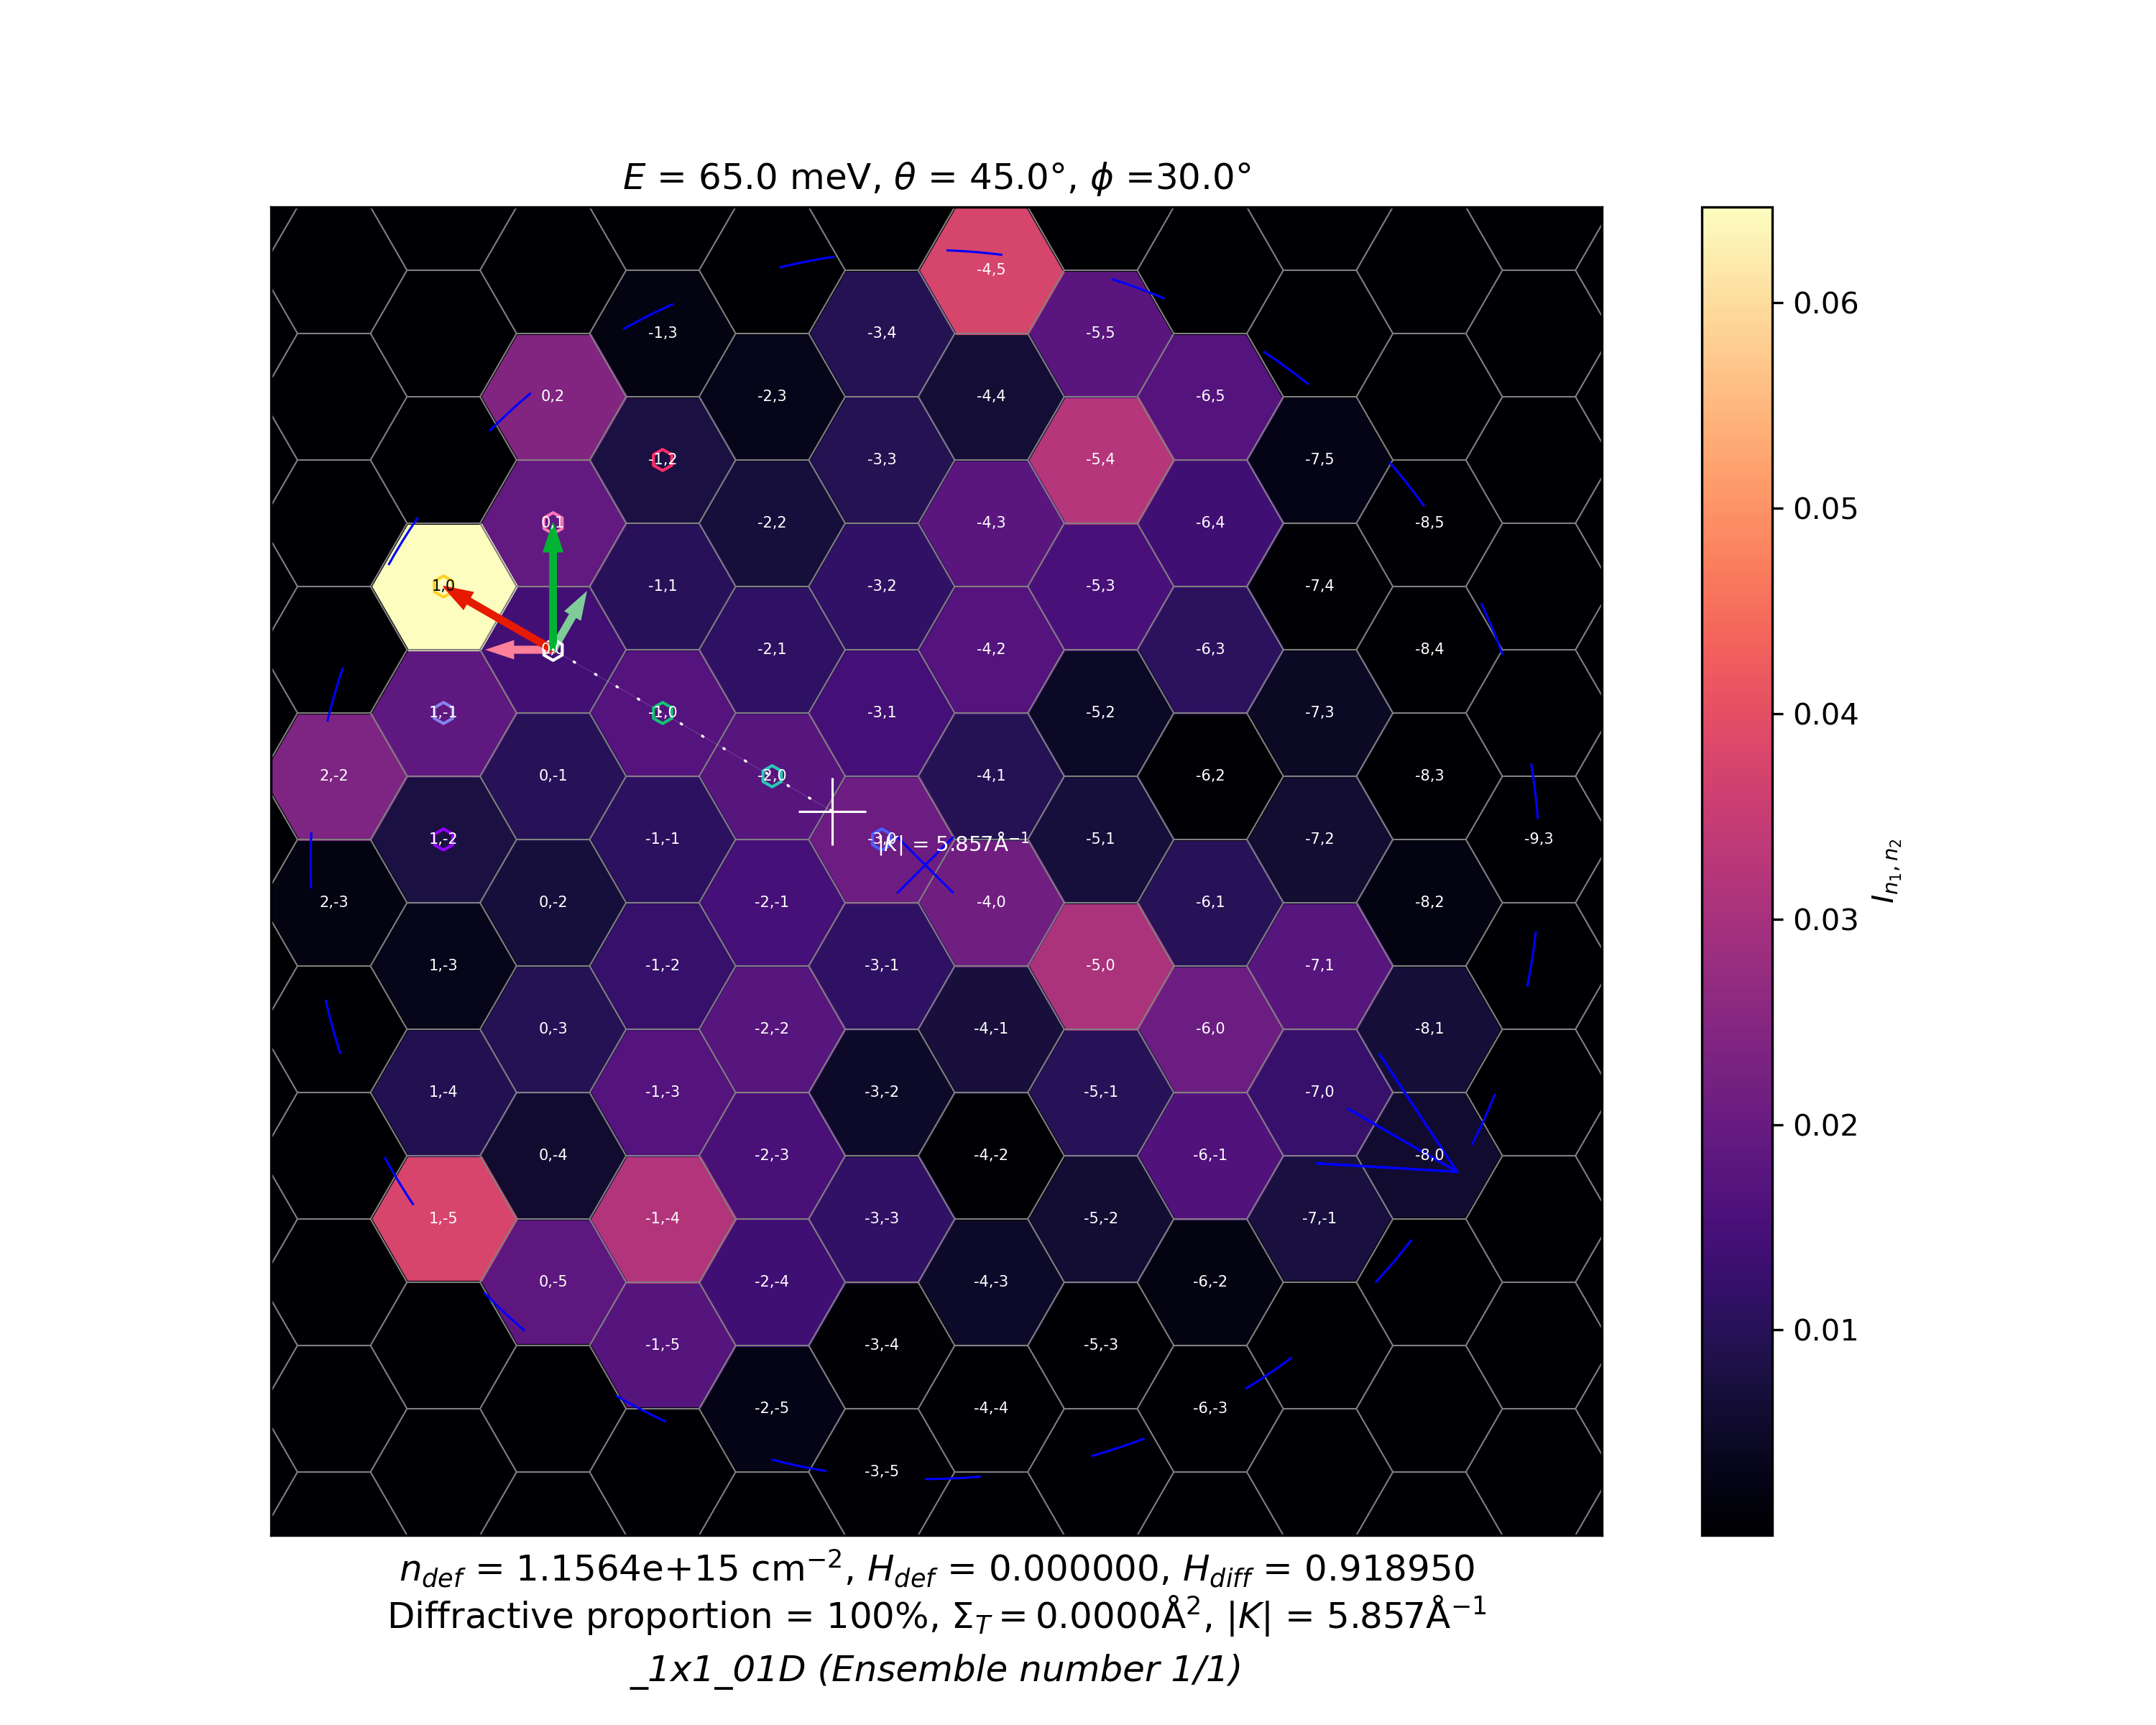 E = 65.0 meV, θ = 45.0°, ϕ =30.0°
-4,5
-1,3 -3,4 -5,5
0,2 -2,3 -4,4 -6,5
-1,2 -3,3 -5,4 -7,5
0,1 -2,2 -4,3 -6,4 -8,5
1,0 -1,1 -3,2 -5,3 -7,4
0,0 -2,1 -4,2 -6,3 -8,4
1,-1 -1,0 -3,1 -5,2 -7,3
2,-2 0,-1 -2,0 -4,1 -6,2 -8,3
1,-2 -1,-1 -3,0 -5,1 -7,2 -9,3
|K| = 5.857Å⁻¹
2,-3 0,-2 -2,-1 -4,0 -6,1 -8,2
1,-3 -1,-2 -3,-1 -5,0 -7,1
0,-3 -2,-2 -4,-1 -6,0 -8,1
1,-4 -1,-3 -3,-2 -5,-1 -7,0
0,-4 -2,-3 -4,-2 -6,-1 -8,0
1,-5 -1,-4 -3,-3 -5,-2 -7,-1
0,-5 -2,-4 -4,-3 -6,-2
-1,-5 -3,-4 -5,-3
-2,-5 -4,-4 -6,-3
-3,-5
0.06
0.05
0.04
0.03
0.02
0.01
I_{n₁,n₂}
n_{def} = 1.1564e+15 cm⁻², H_{def} = 0.000000, H_{diff} = 0.918950
Diffractive proportion = 100%, Σ_T = 0.0000Å², |K| = 5.857Å⁻¹
_1x1_01D (Ensemble number 1/1)